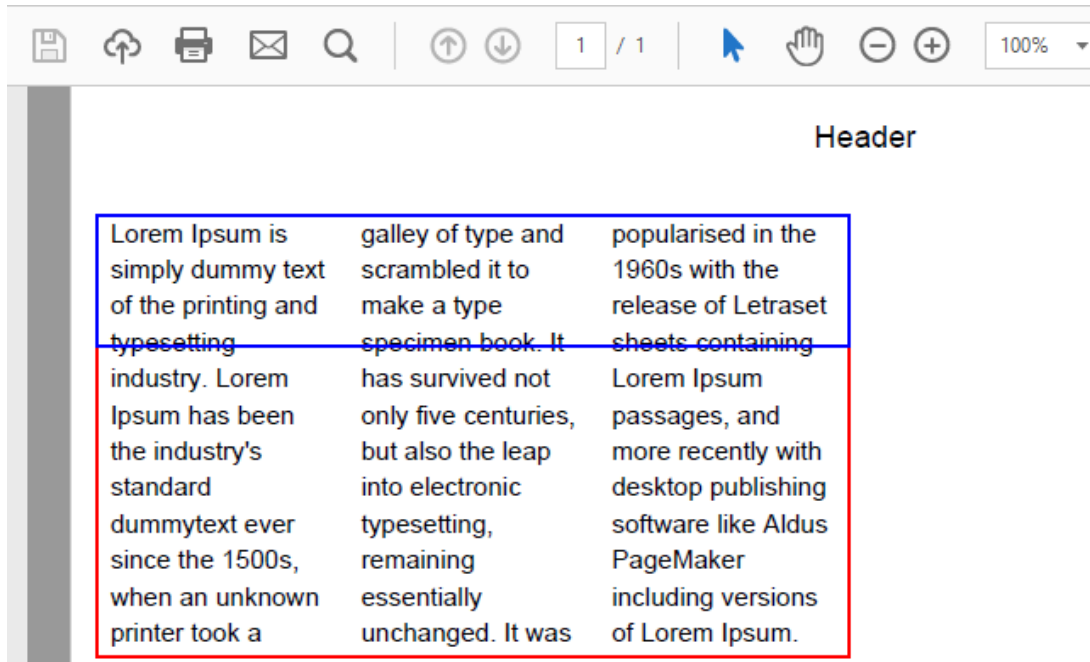 1 / 1
100%
Header
Lorem Ipsum is
simply dummy text
of the printing and
typesetting
industry. Lorem
Ipsum has been
the industry's
standard
dummytext ever
since the 1500s,
when an unknown
printer took a
galley of type and
scrambled it to
make a type
specimen book. It
has survived not
only five centuries,
but also the leap
into electronic
typesetting,
remaining
essentially
unchanged. It was
popularised in the
1960s with the
release of Letraset
sheets containing
Lorem Ipsum
passages, and
more recently with
desktop publishing
software like Aldus
PageMaker
including versions
of Lorem Ipsum.